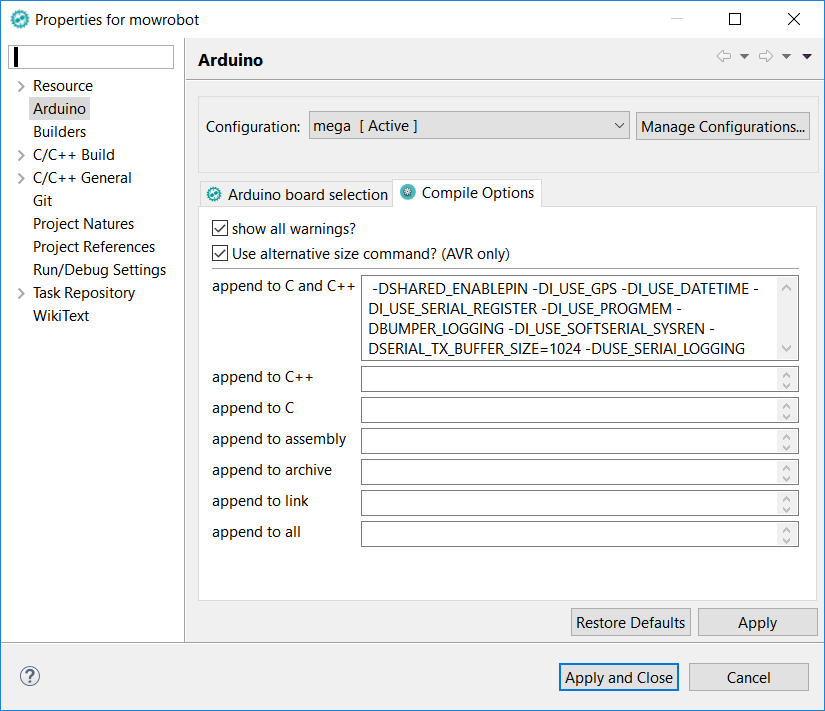 Properties for mowrobot
Arduino
Resource
Arduino
Builders
C/C++ Build
C/C++ General
Git
Project Natures
Project References
Run/Debug Settings
Task Repository
WikiText
Configuration:
mega [ Active ]
Manage Configurations...
Arduino board selection
Compile Options
show all warnings?
Use alternative size command? (AVR only)
append to C and C++
-DSHARED_ENABLEPIN -DI_USE_GPS -DI_USE_DATETIME -
DI_USE_SERIAL_REGISTER -DI_USE_PROGMEM -
DBUMPER_LOGGING -DI_USE_SOFTSERIAL_SYSREN -
DSERIAL_TX_BUFFER_SIZE=1024 -DUSE_SERIAI_LOGGING
append to C++
append to C
append to assembly
append to archive
append to link
append to all
Restore Defaults
Apply
?
Apply and Close
Cancel